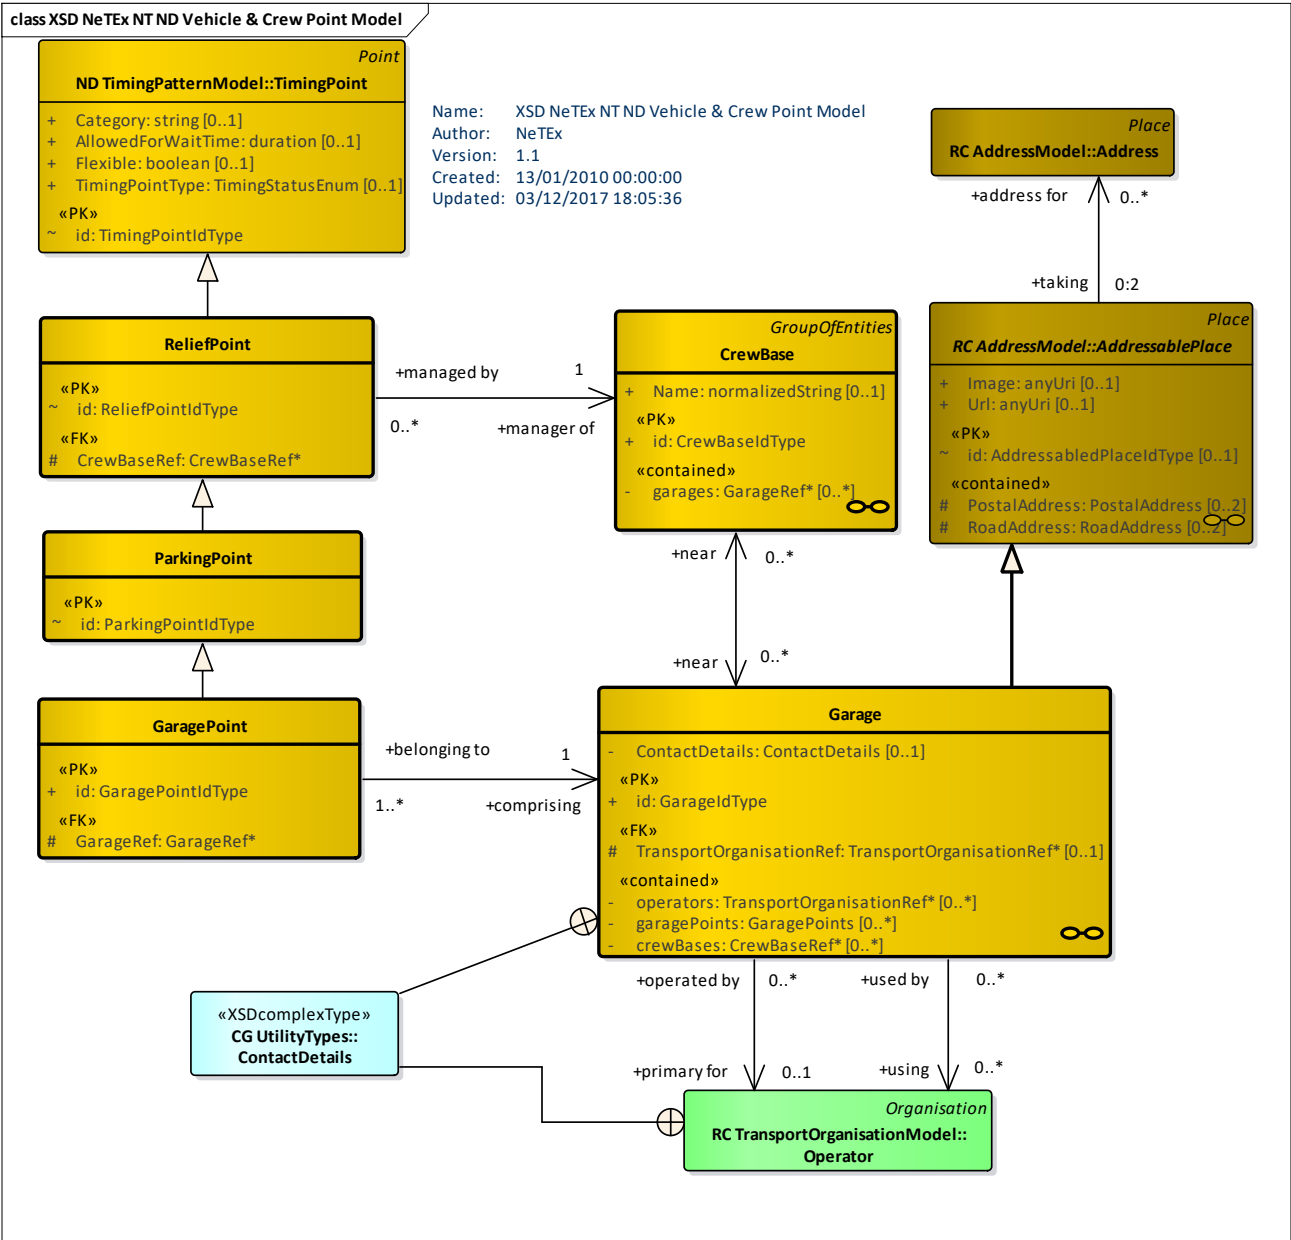 class XSD NeTEx NT ND Vehicle & Crew Point Model
Point
ND TimingPatternModel::TimingPoint
+ Category: string [0..1]
+ AllowedForWaitTime: duration [0..1]
+ Flexible: boolean [0..1]
+ TimingPointType: TimingStatusEnum [0..1]
«PK»
~ id: TimingPointIdType
Name: XSD NeTEx NT ND Vehicle & Crew Point Model
Author: NeTEx
Version: 1.1
Created: 13/01/2010 00:00:00
Updated: 03/12/2017 18:05:36
Place
RC AddressModel::Address
+address for 0..*
+taking 0:2
ReliefPoint
«PK»
~ id: ReliefPointIdType
«FK»
# CrewBaseRef: CrewBaseRef*
+managed by 1
0..* +manager of
GroupOfEntities
CrewBase
+ Name: normalizedString [0..1]
«PK»
+ id: CrewBaseIdType
«contained»
- garages: GarageRef* [0..*]
Place
RC AddressModel::AddressablePlace
+ Image: anyUri [0..1]
+ Url: anyUri [0..1]
«PK»
~ id: AddressabledPlaceIdType [0..1]
«contained»
# PostalAddress: PostalAddress [0..2]
# RoadAddress: RoadAddress [0..2]
ParkingPoint
«PK»
~ id: ParkingPointIdType
+near 0..*
+near 0..*
GaragePoint
«PK»
+ id: GaragePointIdType
«FK»
# GarageRef: GarageRef*
+belonging to 1
1..* +comprising
Garage
- ContactDetails: ContactDetails [0..1]
«PK»
+ id: GarageIdType
«FK»
# TransportOrganisationRef: TransportOrganisationRef* [0..1]
«contained»
- operators: TransportOrganisationRef* [0..*]
- garagePoints: GaragePoints [0..*]
- crewBases: CrewBaseRef* [0..*]
+operated by 0..* +used by 0..*
«XSDcomplexType»
CG UtilityTypes::
ContactDetails
+primary for 0..1 +using 0..*
Organisation
RC TransportOrganisationModel::
Operator